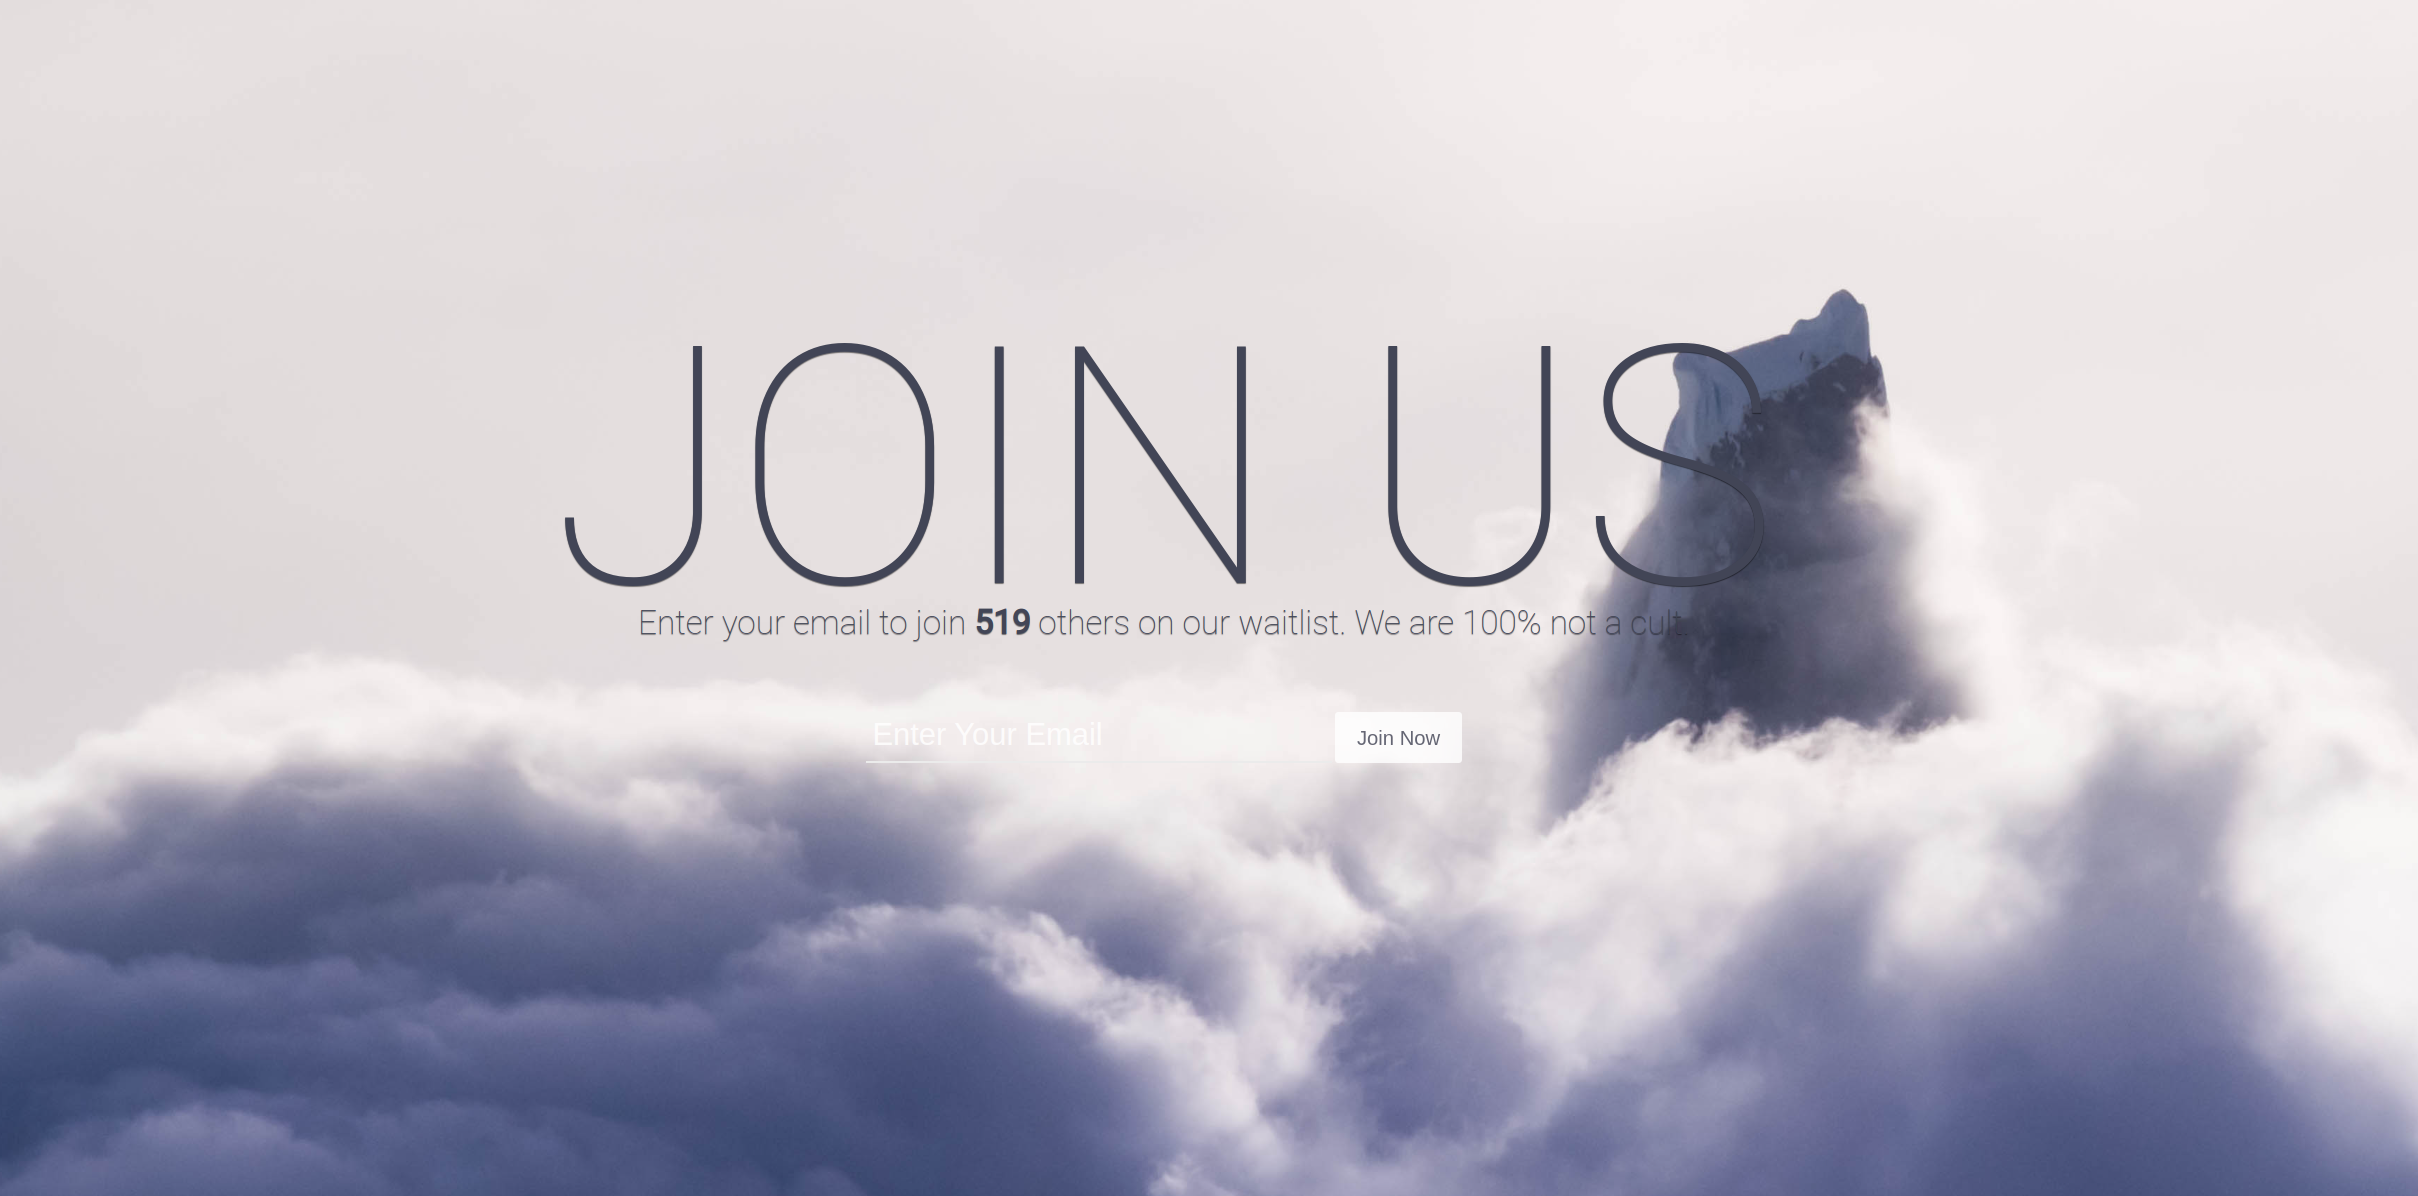 JOIN US
Enter your email to join 519 others on our waitlist. We are 100% not a cult.
Enter Your Email
Join Now